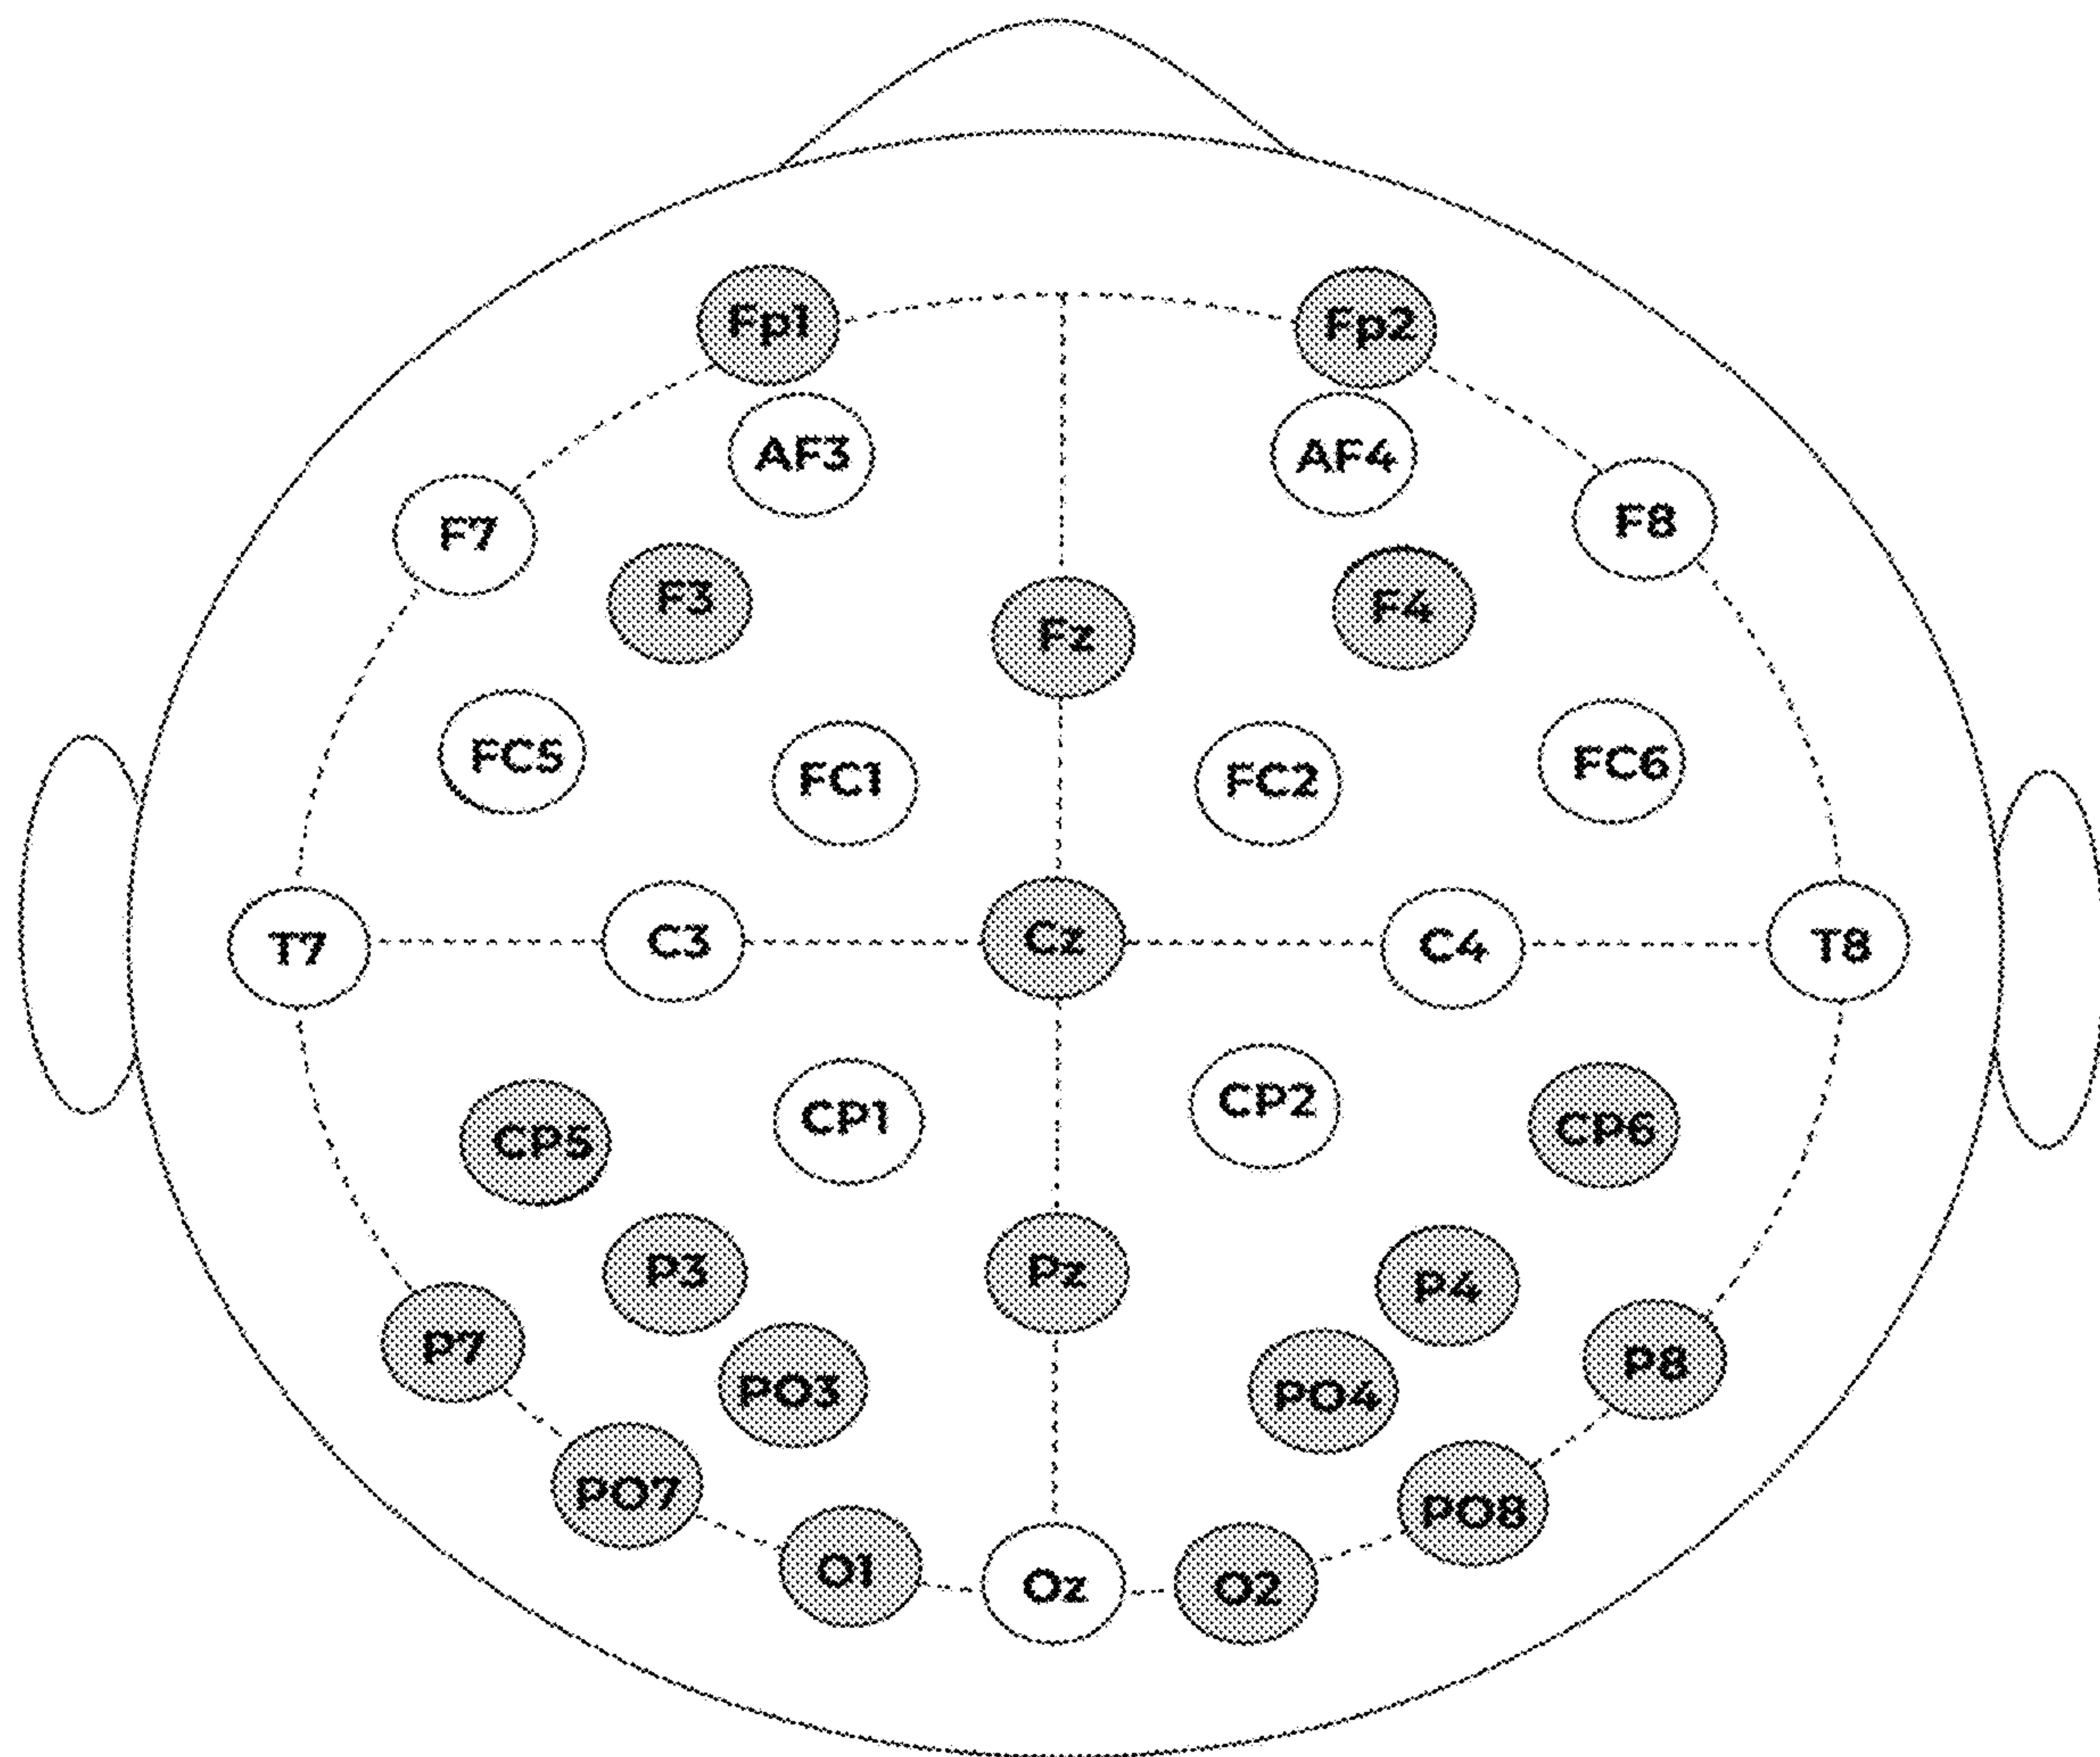 Fp1 Fp2
AF3 AF4
F7 F8
F3 Fz F4
FC5 FC1 FC2 FC6
T7 C3 Cz C4 T8
CP5 CP1 CP2 CP6
P3 Pz P4
P7 P8
PO3 PO4
PO7 PO8
O1 Oz O2